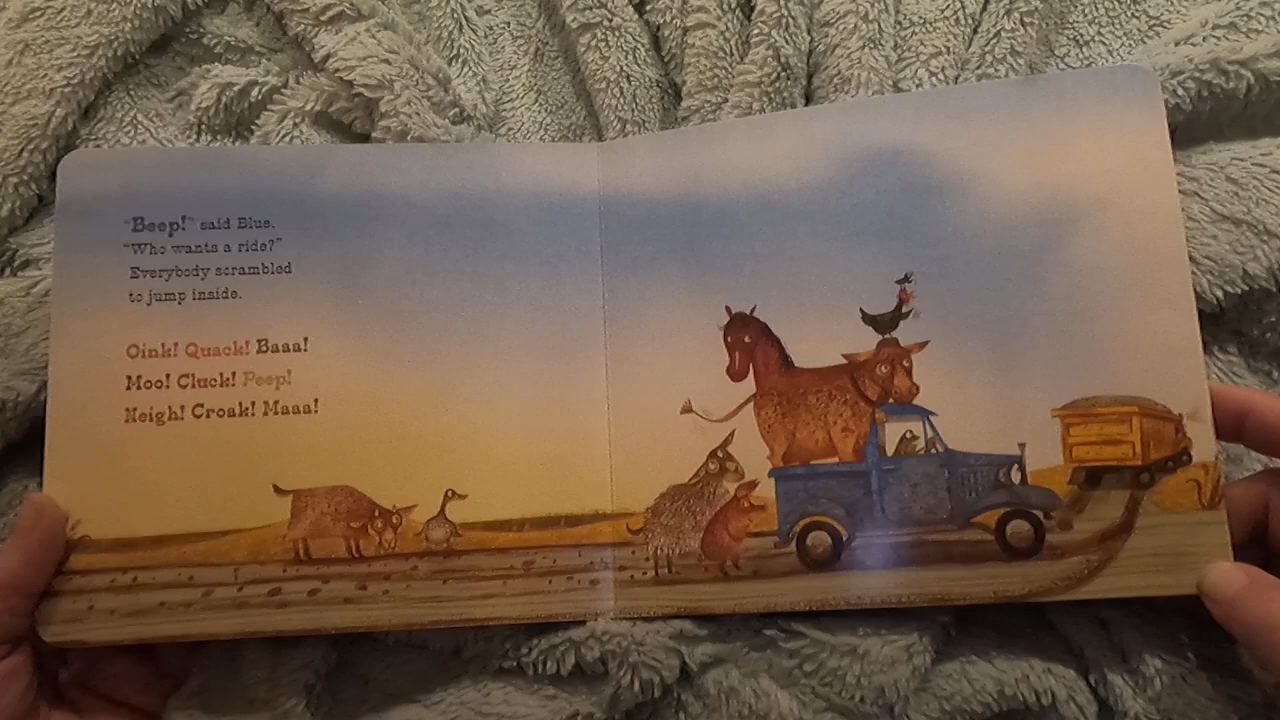 "Beep!" said Blue.
"Who wants a ride?"
Everybody scrambled
to jump inside.
Oink! Quack! Baaa!
Moo! Cluck! Peep!
Neigh! Croak! Maaa!